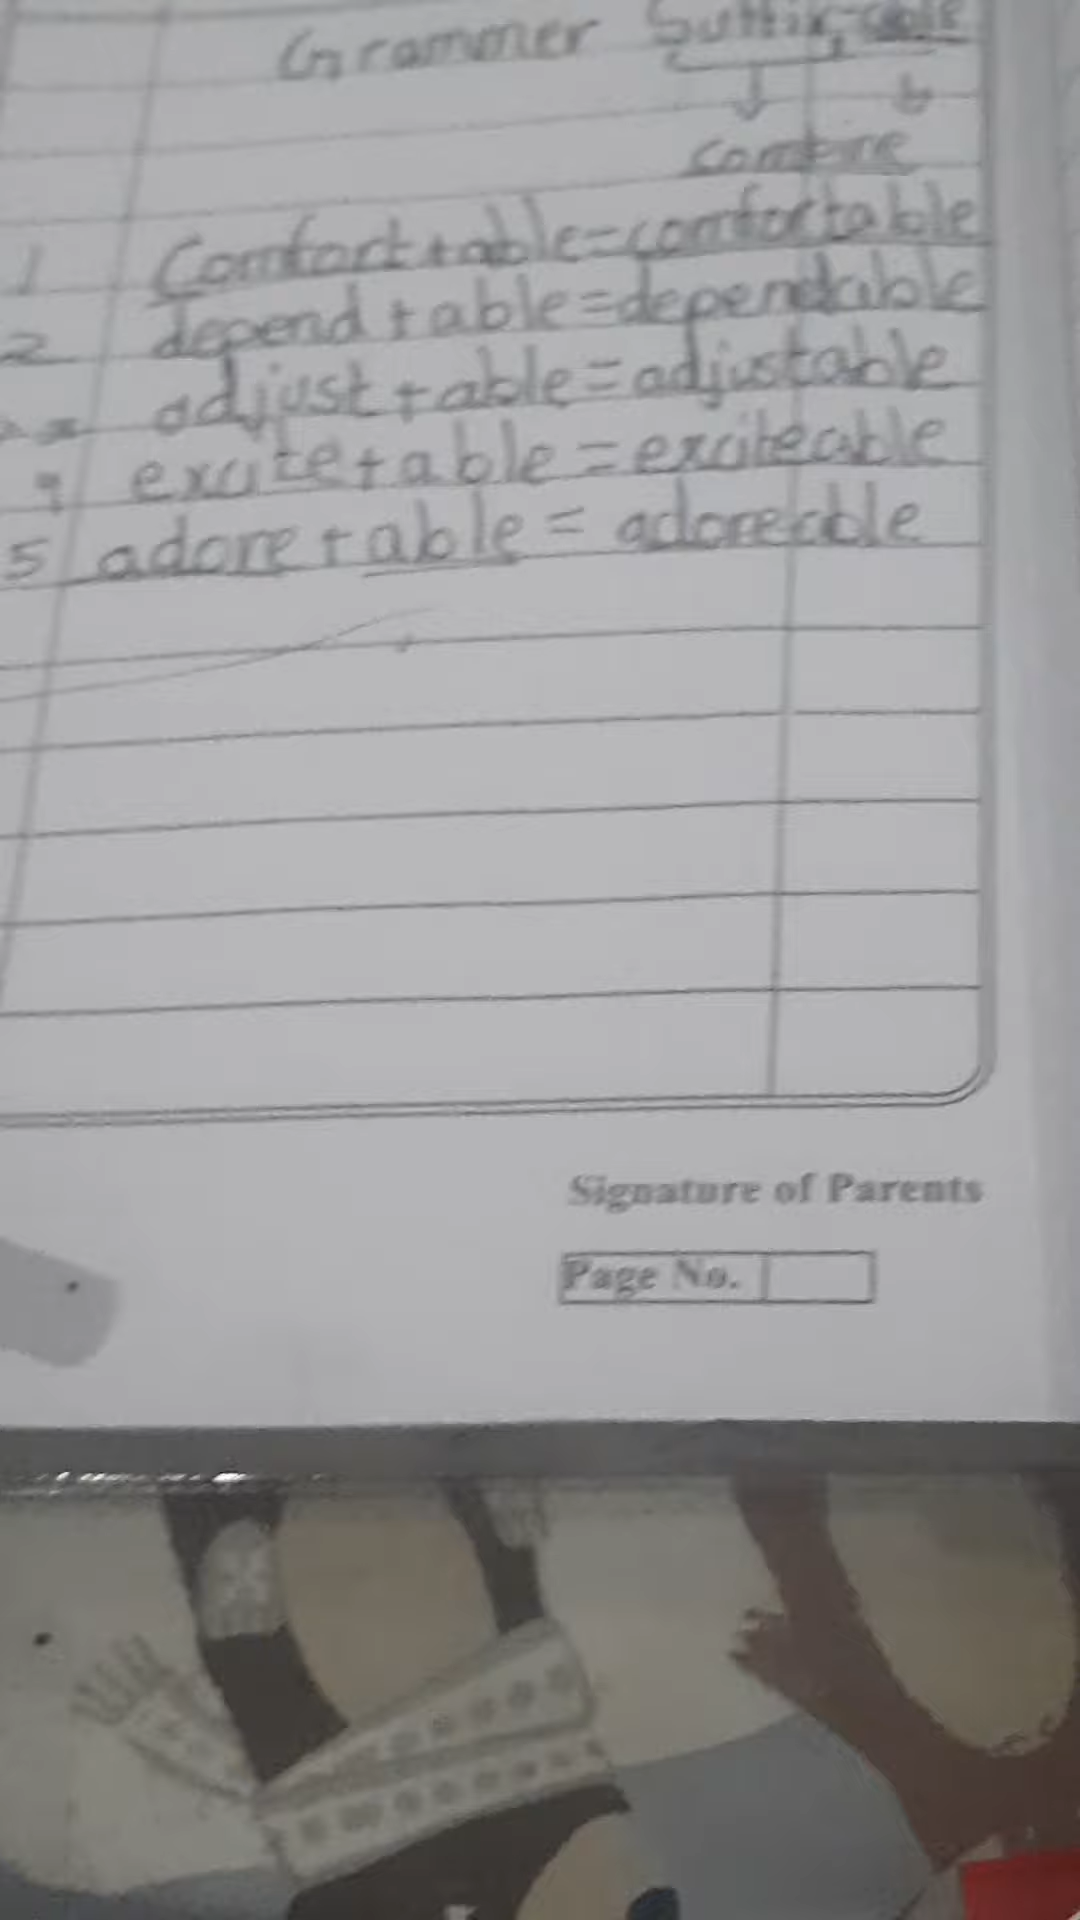 Grammer Suffix-able
combine
1 Comfort+able=comfortable
2 depend+able=dependable
adjust+able=adjustable
excite+able=exciteable
5 adore+able=adoreable
Signature of Parents
Page No.